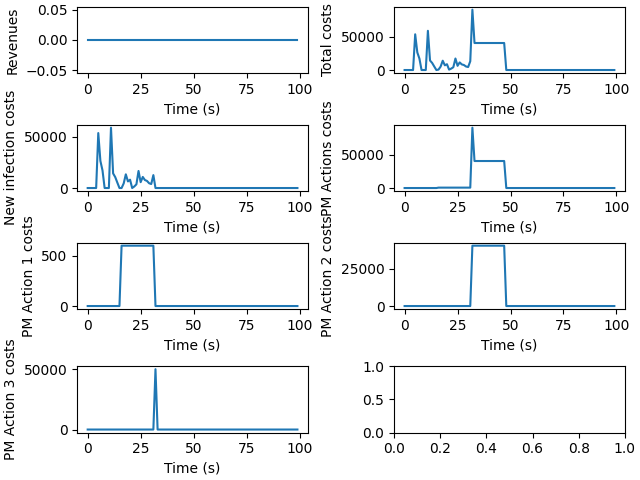 Revenues
0.05
0.00
−0.05
0 25 50 75 100
Time (s)
Total costs
50000
0
0 25 50 75 100
Time (s)
New infection costs
50000
0
0 25 50 75 100
Time (s)
PM Actions costs
50000
0
0 25 50 75 100
Time (s)
PM Action 1 costs
500
0
0 25 50 75 100
Time (s)
PM Action 2 costs
25000
0
0 25 50 75 100
Time (s)
PM Action 3 costs
50000
0
0 25 50 75 100
Time (s)
1.0
0.5
0.0
0.0 0.2 0.4 0.6 0.8 1.0